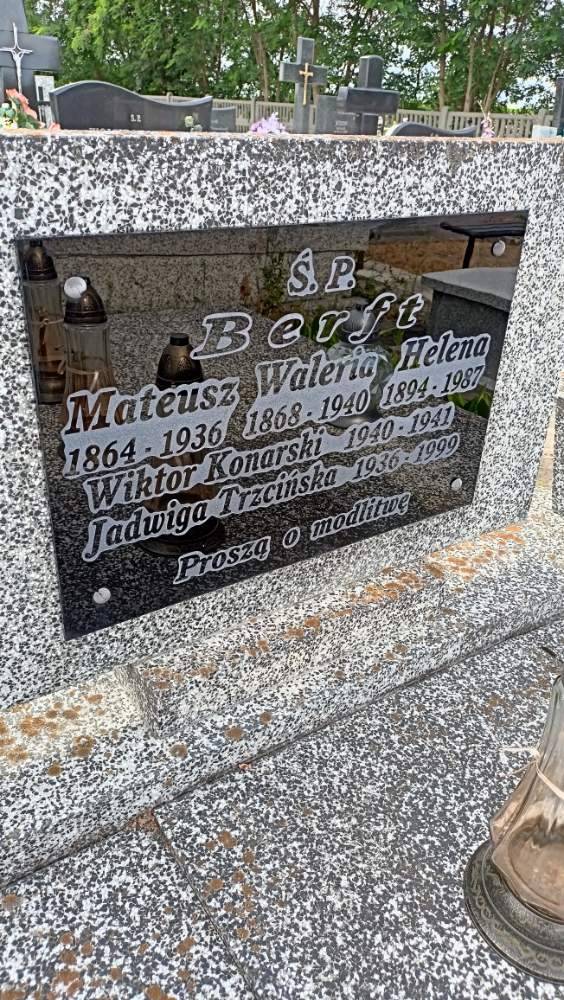 Ś. P.
Berft
Mateusz Waleria Helena
1864 - 1936 1868 - 1940 1894 - 1987
Wiktor Konarski 1940 - 1941
Jadwiga Trzcińska 1936 - 1999
Proszą o modlitwę